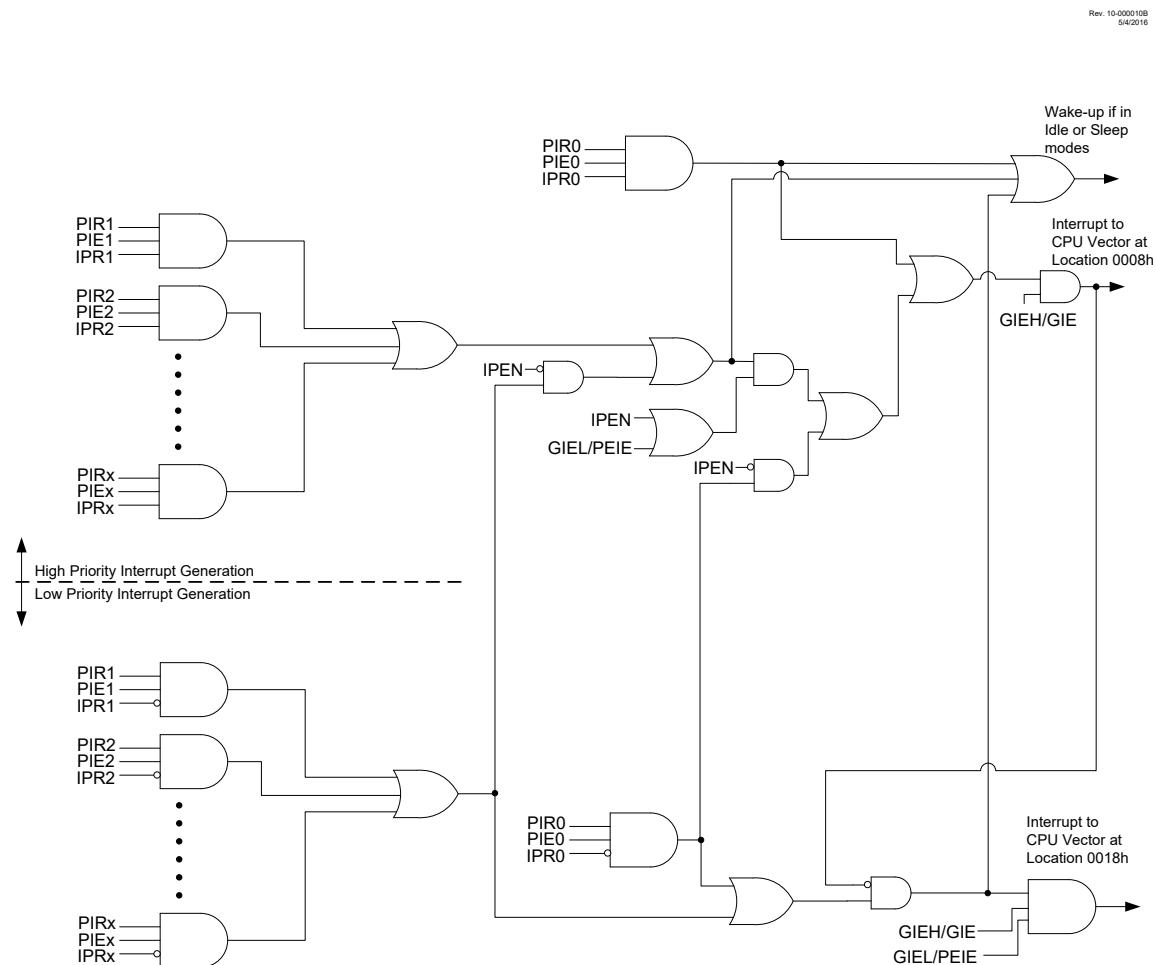 Rev. 10-000010B
5/4/2016
Wake-up if in
Idle or Sleep
modes
PIR0
PIE0
IPR0
Interrupt to
CPU Vector at
Location 0008h
GIEH/GIE
PIR1
PIE1
IPR1
PIR2
PIE2
IPR2
IPEN
IPEN
GIEL/PEIE
IPEN
PIRx
PIEx
IPRx
High Priority Interrupt Generation
Low Priority Interrupt Generation
PIR1
PIE1
IPR1
PIR2
PIE2
IPR2
PIR0
PIE0
IPR0
Interrupt to
CPU Vector at
Location 0018h
GIEH/GIE
GIEL/PEIE
PIRx
PIEx
IPRx